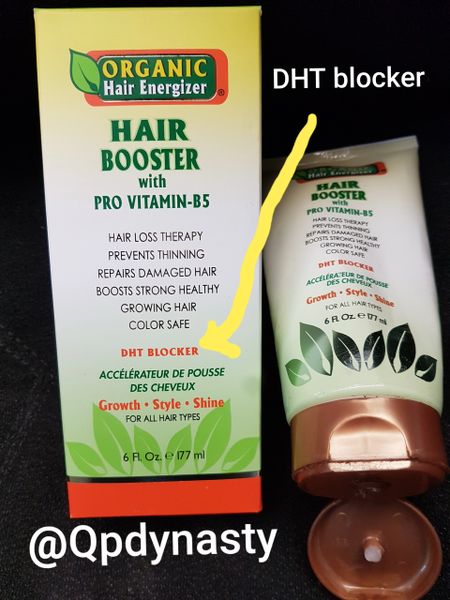 ORGANIC
Hair Energizer®
HAIR
BOOSTER
with
PRO VITAMIN-B5
HAIR LOSS THERAPY
PREVENTS THINNING
REPAIRS DAMAGED HAIR
BOOSTS STRONG HEALTHY
GROWING HAIR
COLOR SAFE
DHT BLOCKER
ACCÉLÉRATEUR DE POUSSE
DES CHEVEUX
Growth • Style • Shine
FOR ALL HAIR TYPES
6 Fl. Oz. ℮ 177 ml
DHT blocker
ORGANIC
Hair Energizer
HAIR
BOOSTER
with
PRO VITAMIN-B5
HAIR LOSS THERAPY
PREVENTS THINNING
REPAIRS DAMAGED HAIR
BOOSTS STRONG HEALTHY
GROWING HAIR
COLOR SAFE
DHT BLOCKER
ACCÉLÉRATEUR DE POUSSE
DES CHEVEUX
Growth • Style • Shine
FOR ALL HAIR TYPES
6 Fl. Oz. ℮ 177 ml
@Qpdynasty